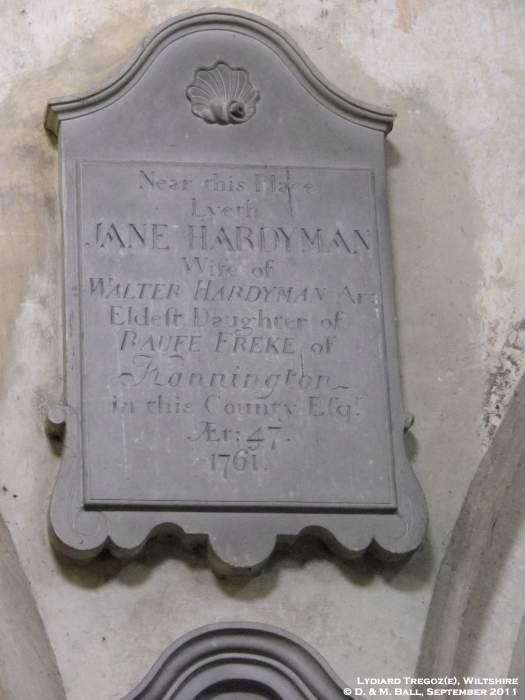 Near this Place
Lyeth
JANE HARDYMAN
Wife of
WALTER HARDYMAN Ar:
Eldeſt Daughter of
RAUFE FREKE of
Hannington
in this County Eſqr.
Æt: 47.
1761.
LYDIARD TREGOZ(E), WILTSHIRE
© D. & M. BALL, SEPTEMBER 2011